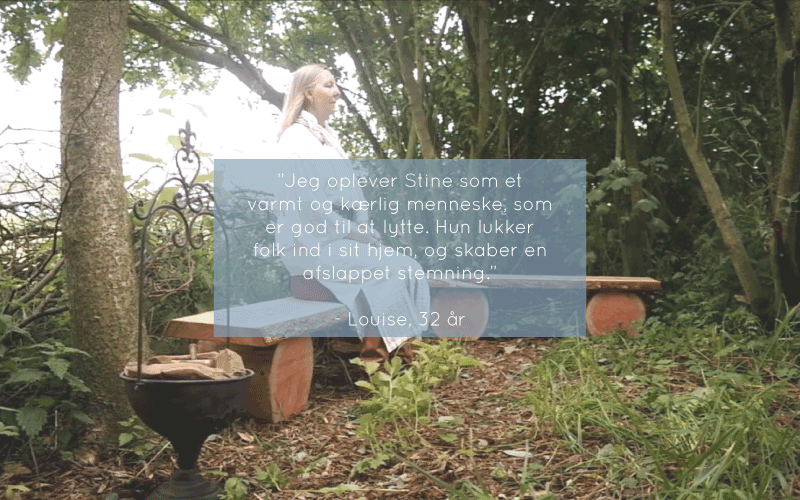 "Jeg oplever Stine som et
varmt og kærlig menneske, som
er god til at lytte. Hun lukker
folk ind i sit hjem, og skaber en
afslappet stemning."
Louise, 32 år